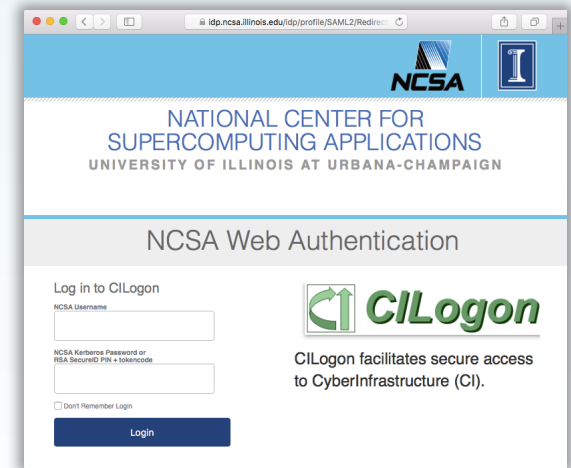 idp.ncsa.illinois.edu/idp/profile/SAML2/Redirec
NCSA
I
NATIONAL CENTER FOR
SUPERCOMPUTING APPLICATIONS
UNIVERSITY OF ILLINOIS AT URBANA-CHAMPAIGN
NCSA Web Authentication
Log in to CILogon
NCSA Username
NCSA Kerberos Password or
RSA SecureID PIN + tokencode
Don't Remember Login
Login
CILogon
CILogon facilitates secure access
to CyberInfrastructure (CI).